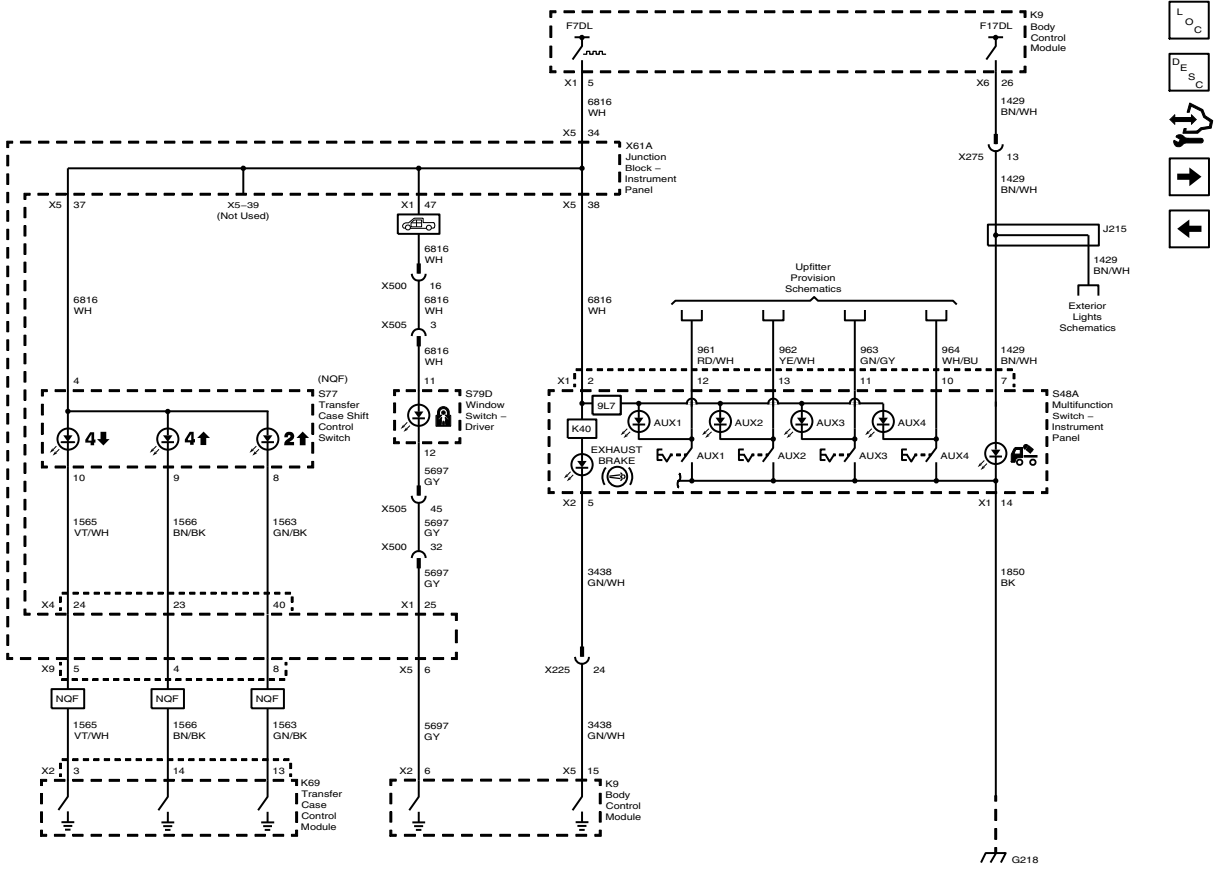 F7DL
F17DL
K9
Body
Control
Module
L
O
C
D
E
S
C
X1 5
X6 26
6816
WH
1429
BN/WH
X5 34
X61A
Junction
Block –
Instrument
Panel
X275 13
1429
BN/WH
X5 37
X5–39
(Not Used)
X1 47
X5 38
J215
6816
WH
1429
BN/WH
X500 16
Upfitter
Provision
Schematics
6816
WH
6816
WH
6816
WH
Exterior
Lights
Schematics
X505 3
6816
WH
961
RD/WH
962
YE/WH
963
GN/GY
964
WH/BU
1429
BN/WH
4
(NQF)
11
X1 2
12
13
11
10
7
S77
Transfer
Case Shift
Control
Switch
S79D
Window
Switch –
Driver
S48A
Multifunction
Switch –
Instrument
Panel
9L7
K40
AUX1
AUX2
AUX3
AUX4
4
4
2
EXHAUST
BRAKE
AUX1
AUX2
AUX3
AUX4
10
9
8
12
5697
GY
X2 5
X1 14
X505 45
1565
VT/WH
1566
BN/BK
1563
GN/BK
5697
GY
X500 32
5697
GY
3438
GN/WH
1850
BK
X4 24
23
40
X1 25
X9 5
4
8
X5 6
X225 24
NQF
NQF
NQF
1565
VT/WH
1566
BN/BK
1563
GN/BK
5697
GY
3438
GN/WH
X2 3
14
13
X2 6
X5 15
K69
Transfer
Case
Control
Module
K9
Body
Control
Module
G218